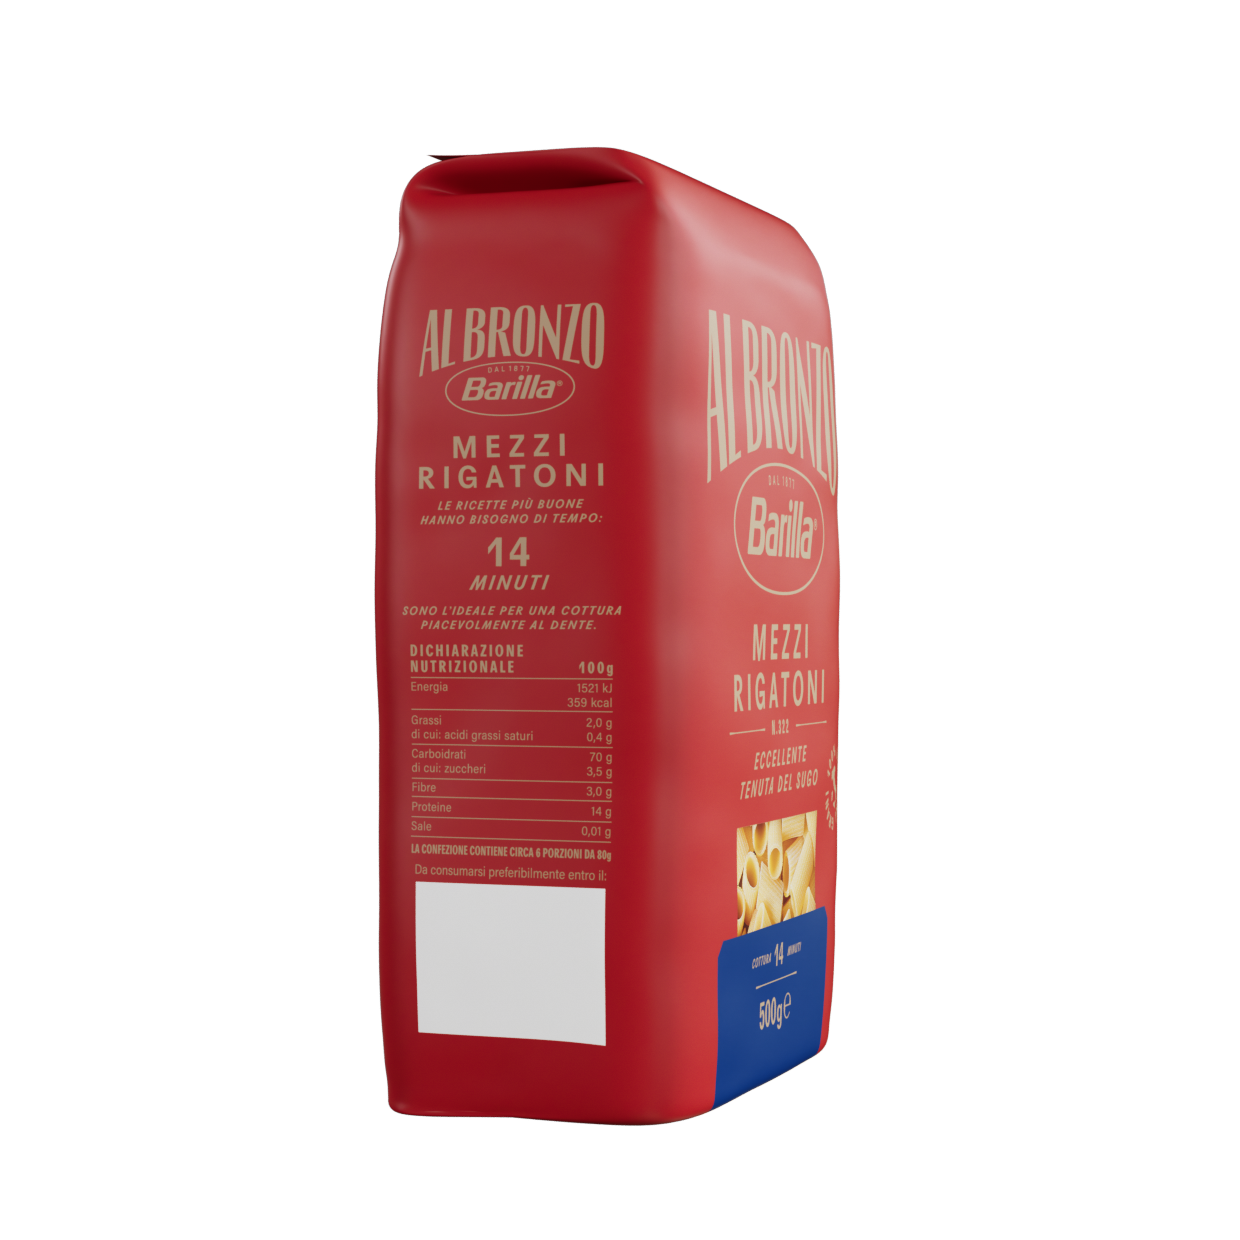 AL BRONZO
DAL 1877
Barilla®
MEZZI
RIGATONI
LE RICETTE PIÙ BUONE
HANNO BISOGNO DI TEMPO:
14
MINUTI
SONO L'IDEALE PER UNA COTTURA
PIACEVOLMENTE AL DENTE.
DICHIARAZIONE
NUTRIZIONALE 100g
Energia 1521 kJ
359 kcal
Grassi 2,0 g
di cui: acidi grassi saturi 0,4 g
Carboidrati 70 g
di cui: zuccheri 3,5 g
Fibre 3,0 g
Proteine 14 g
Sale 0,01 g
LA CONFEZIONE CONTIENE CIRCA 6 PORZIONI DA 80g
Da consumarsi preferibilmente entro il:
AL BRONZO
DAL 1877
Barilla®
MEZZI
RIGATONI
N.322
ECCELLENTE
TENUTA DEL SUGO
COTTURA 14 MINUTI
500g e